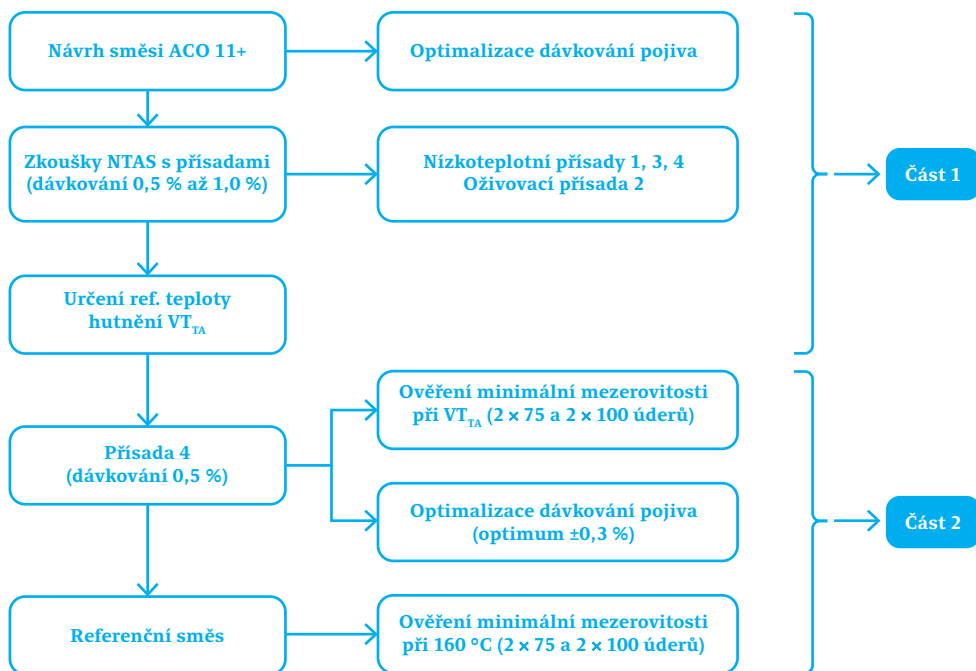 Návrh směsi ACO 11+
Optimalizace dávkování pojiva
Zkoušky NTAS s přísadami
(dávkování 0,5 % až 1,0 %)
Nízkoteplotní přísady 1, 3, 4
Oživovací přísada 2
Část 1
Určení ref. teploty
hutnění VT_TA
Ověření minimální mezerovitosti
při VT_TA (2 × 75 a 2 × 100 úderů)
Přísada 4
(dávkování 0,5 %)
Optimalizace dávkování pojiva
(optimum ±0,3 %)
Část 2
Referenční směs
Ověření minimální mezerovitosti
při 160 °C (2 × 75 a 2 × 100 úderů)